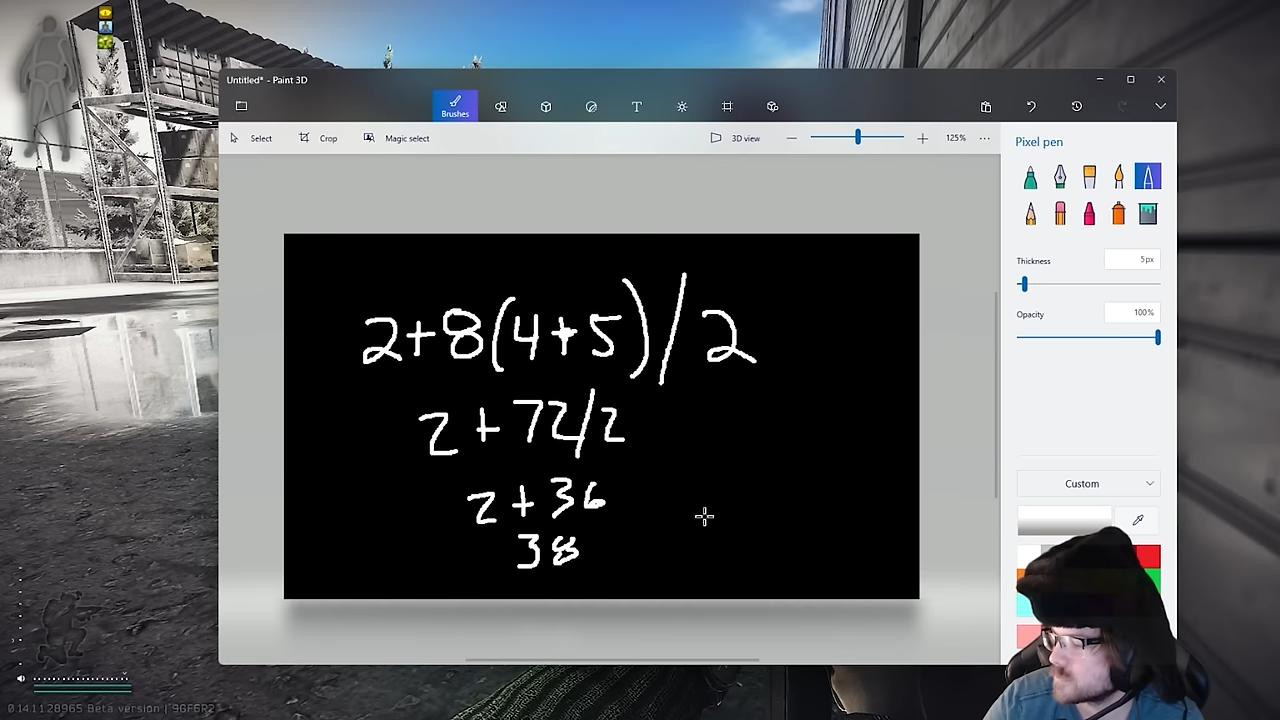 Untitled* - Paint 3D
Brushes
Select
Crop
Magic select
3D view
125%
Pixel pen
Thickness
5px
Opacity
100%
Custom
2+8(4+5)/2
2+72/2
2+36
38
0.14.1.1.28965 Beta version | 9GF6R2